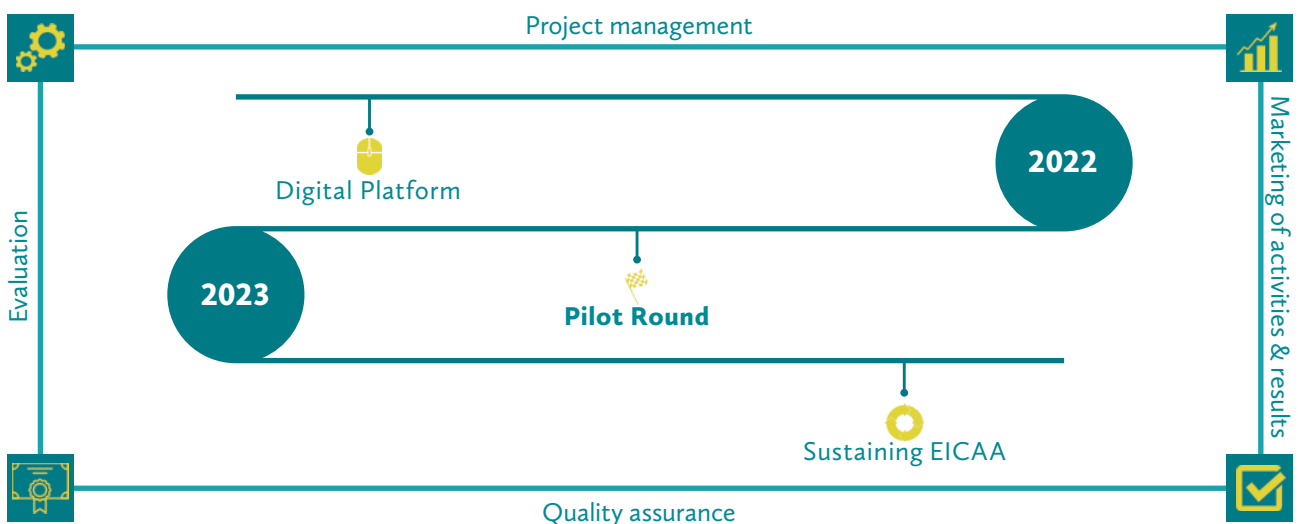 Project management
2022
Digital Platform
Marketing of activities & results
Evaluation
2023
Pilot Round
Sustaining EICAA
Quality assurance